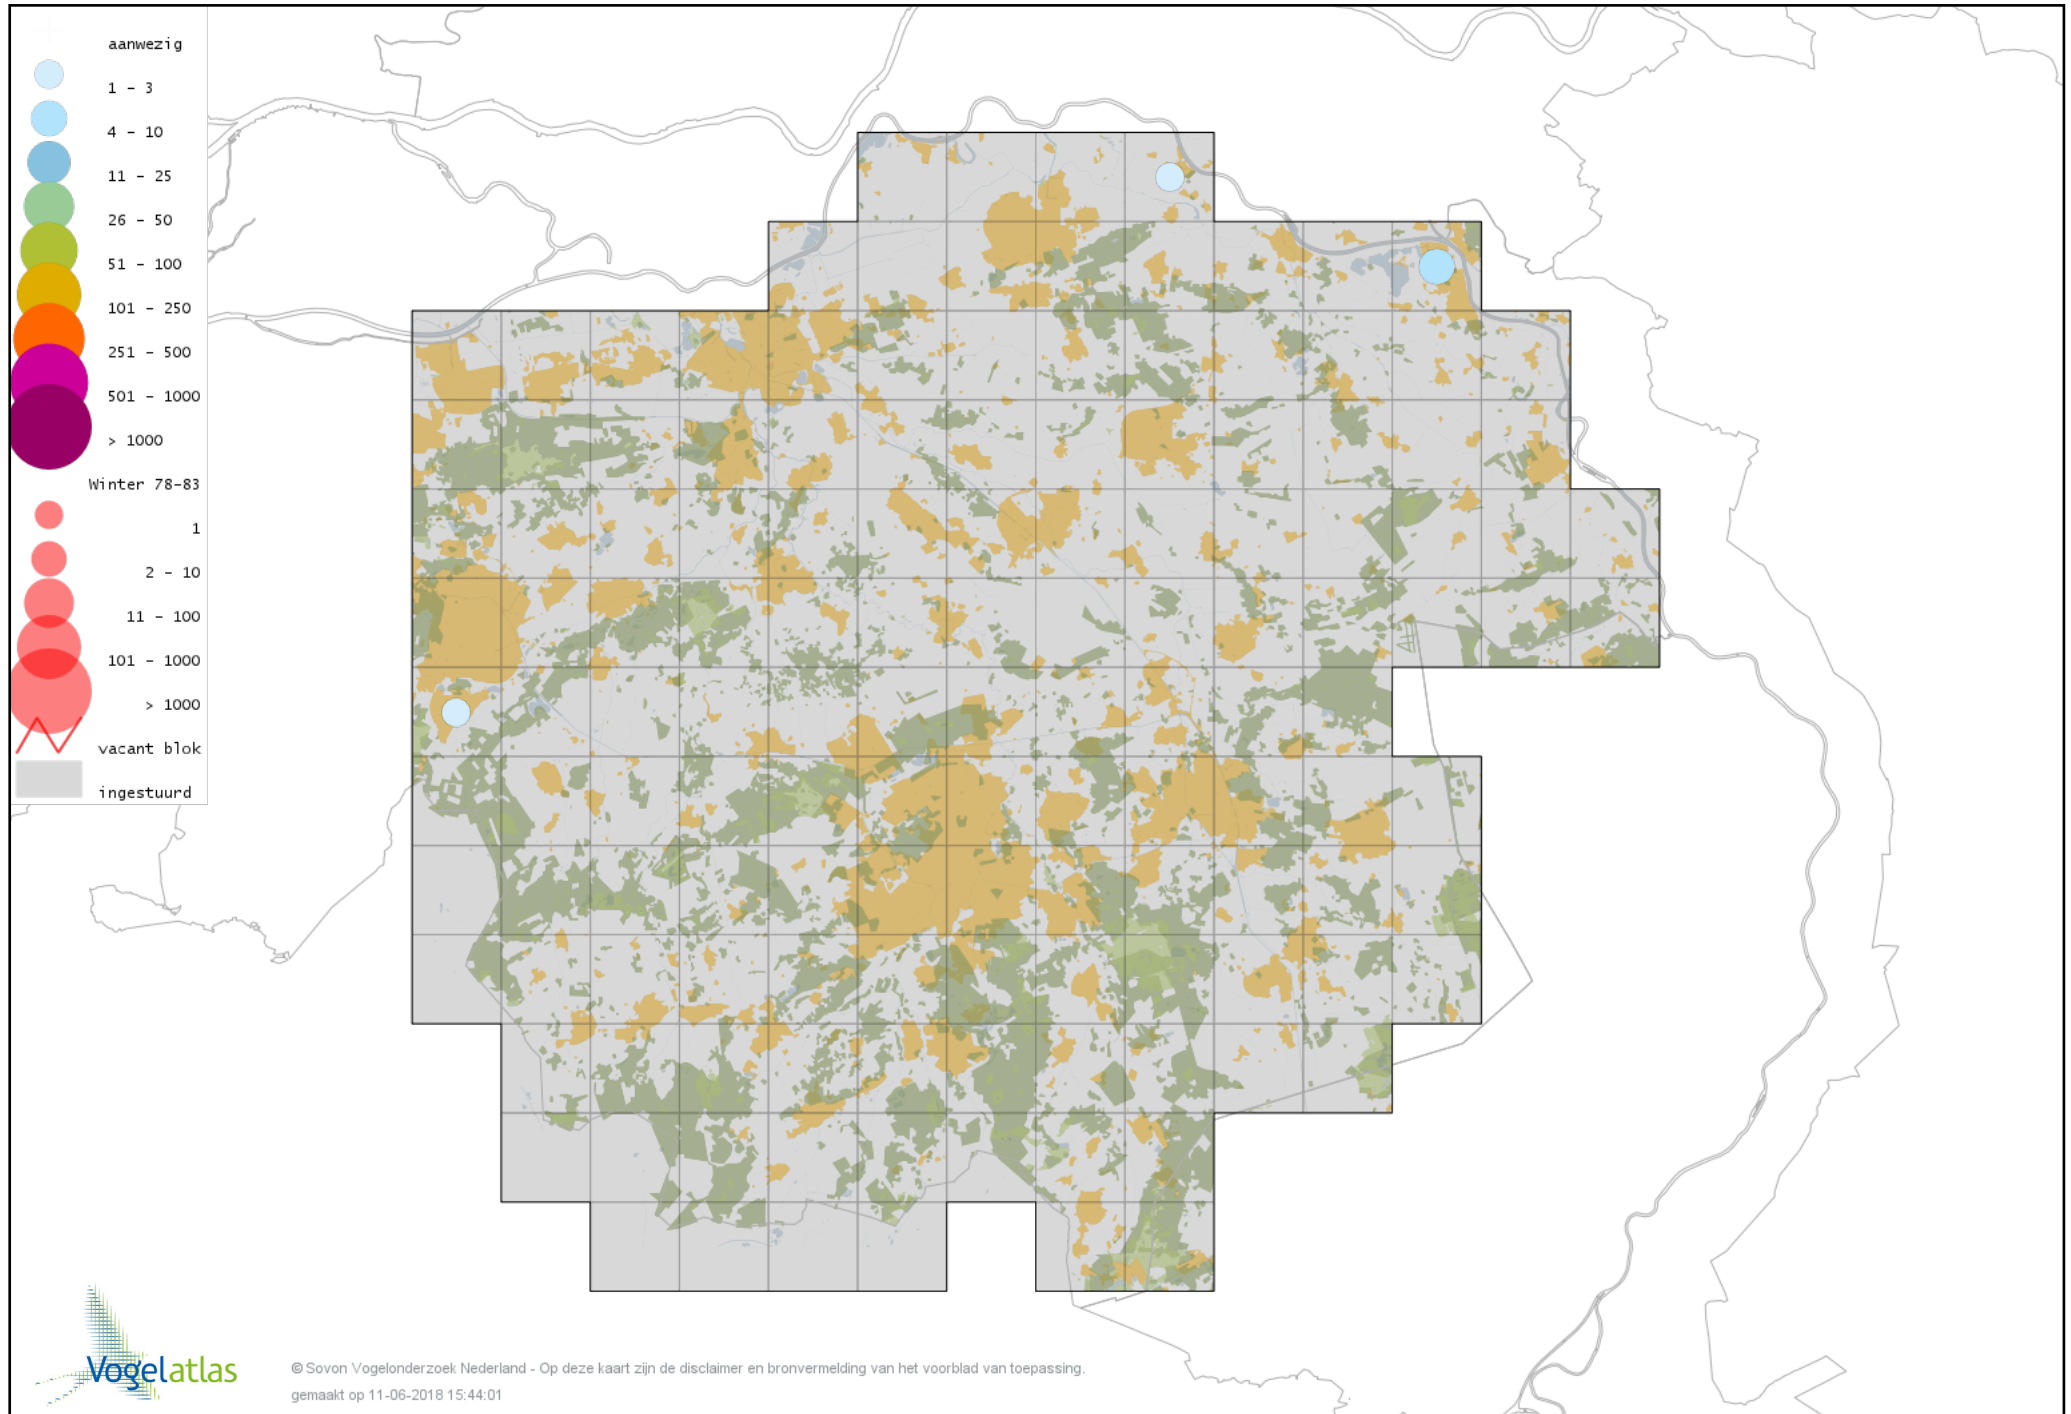 aanwezig
1 - 3
4 - 10
11 - 25
26 - 50
51 - 100
101 - 250
251 - 500
501 - 1000
> 1000
Winter 78-83
1
2 - 10
11 - 100
101 - 1000
> 1000
vacant blok
ingestuurd
Vogelatlas
© Sovon Vogelonderzoek Nederland - Op deze kaart zijn de disclaimer en bronvermelding van het voorblad van toepassing.
gemaakt op 11-06-2018 15:44:01